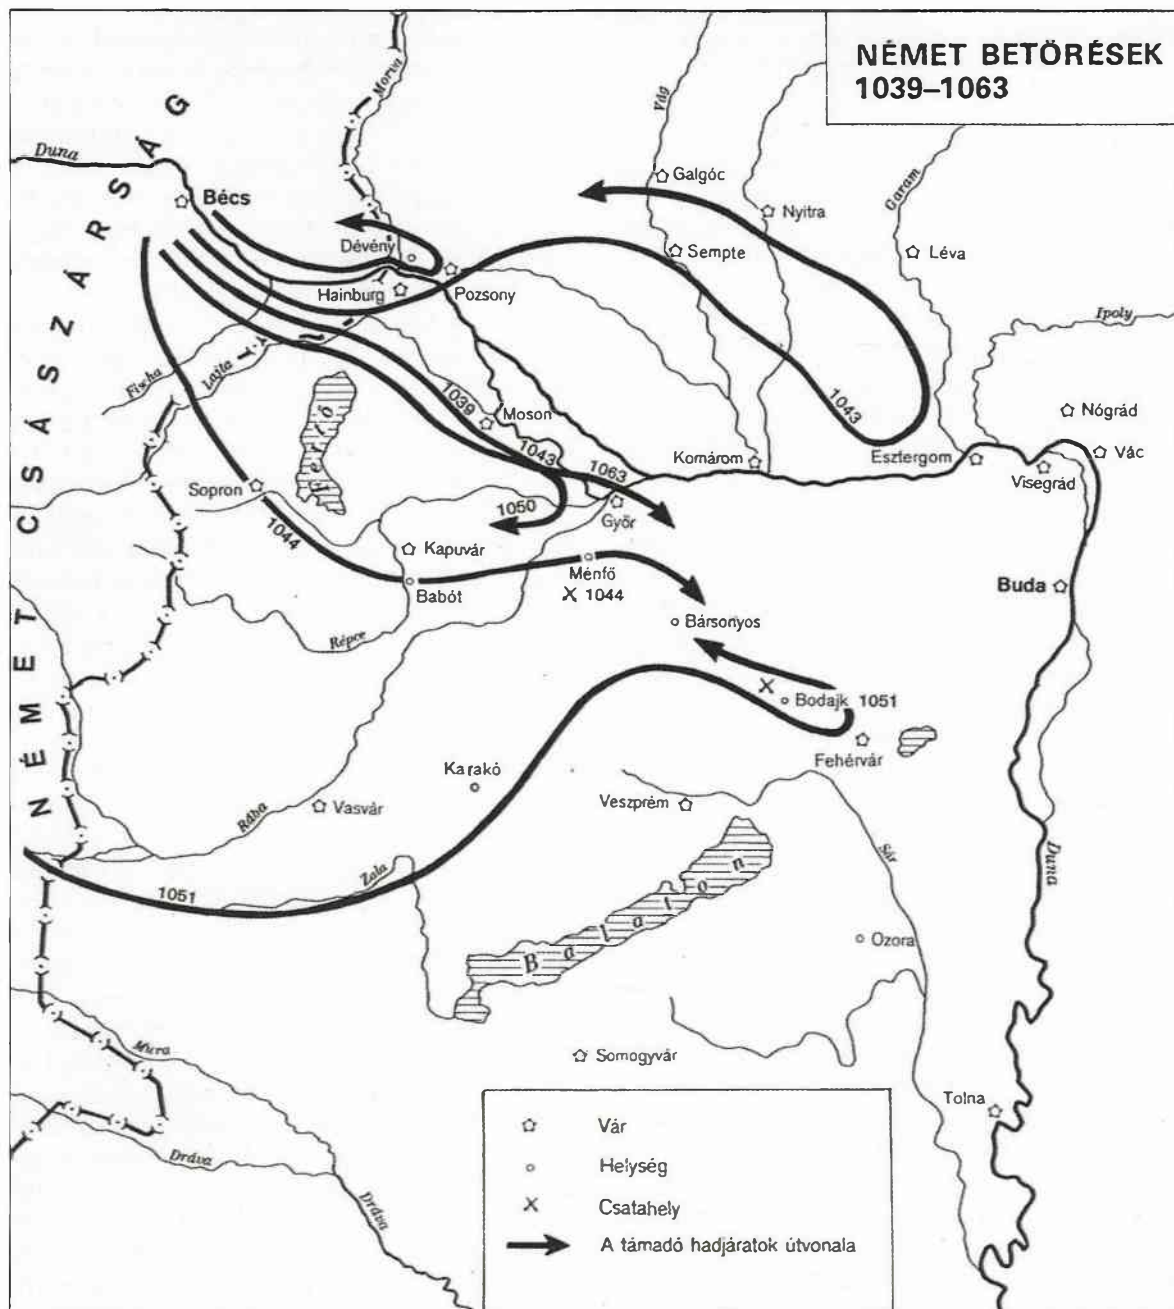 NÉMET BETÖRÉSEK
1039–1063
NÉMET CSÁSZÁRSÁG
Duna
Morva
Vág
Garam
Bécs
Galgóc
Nyitra
Dévény
Sempte
Léva
Hainburg
Pozsony
Ipoly
Fischa
Lajta
1039
Moson
1043
Nógrád
Fertő
1043
1063
Komárom
Esztergom
Visegrád
Vác
Sopron
1050
Győr
1044
Kapuvár
Ménfő
1044
Buda
Babót
Bársonyos
Répce
Bodajk 1051
Fehérvár
Karakó
Veszprém
Vasvár
Rába
Sár
Duna
Zala
1051
Balaton
Ozora
Mura
Somogyvár
Tolna
Dráva
Dráva
Vár
Helység
Csatahely
A támadó hadjáratok útvonala